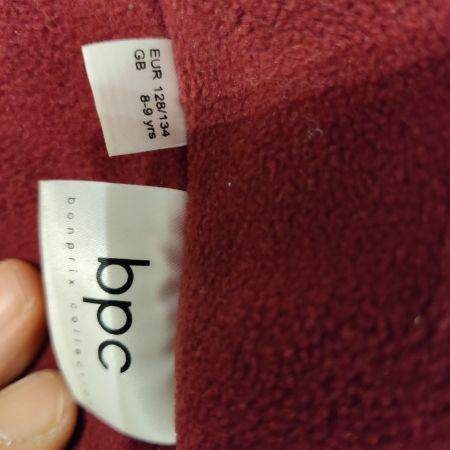 EUR 128/134
GB 8-9 yrs
bpc
bonprix collection